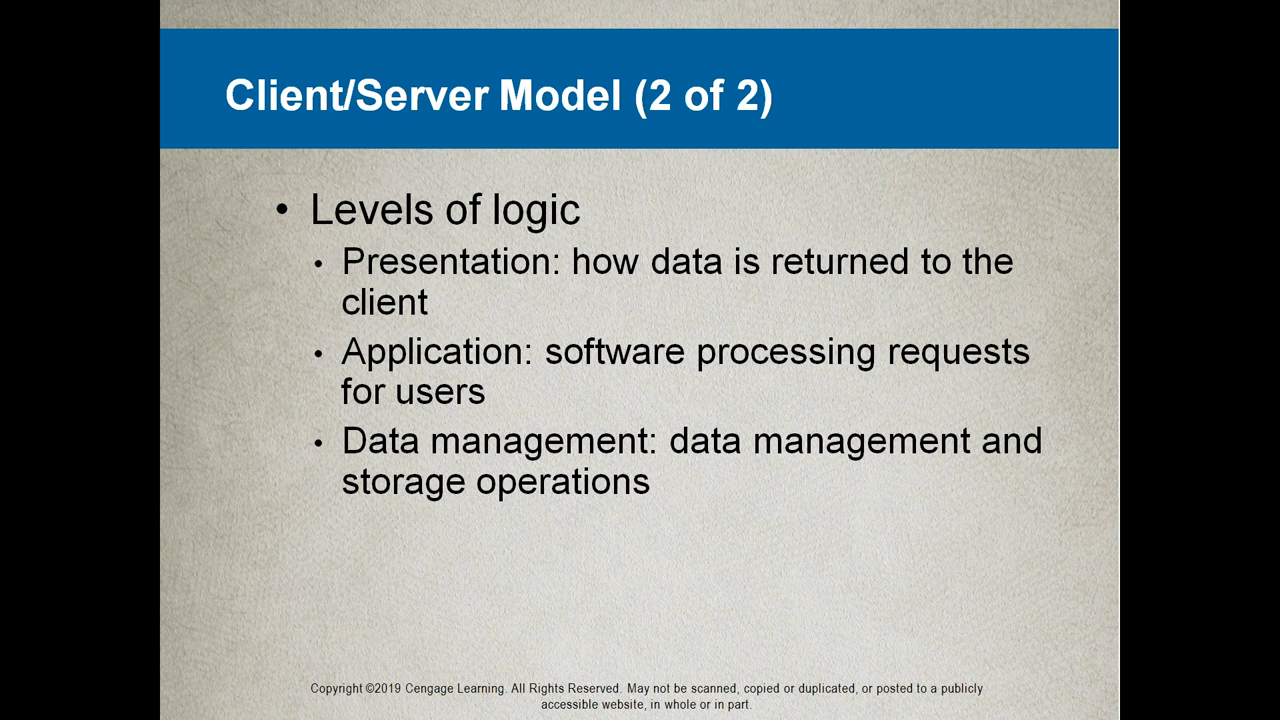 Client/Server Model (2 of 2)
• Levels of logic
• Presentation: how data is returned to the
client
• Application: software processing requests
for users
• Data management: data management and
storage operations
Copyright ©2019 Cengage Learning. All Rights Reserved. May not be scanned, copied or duplicated, or posted to a publicly
accessible website, in whole or in part.